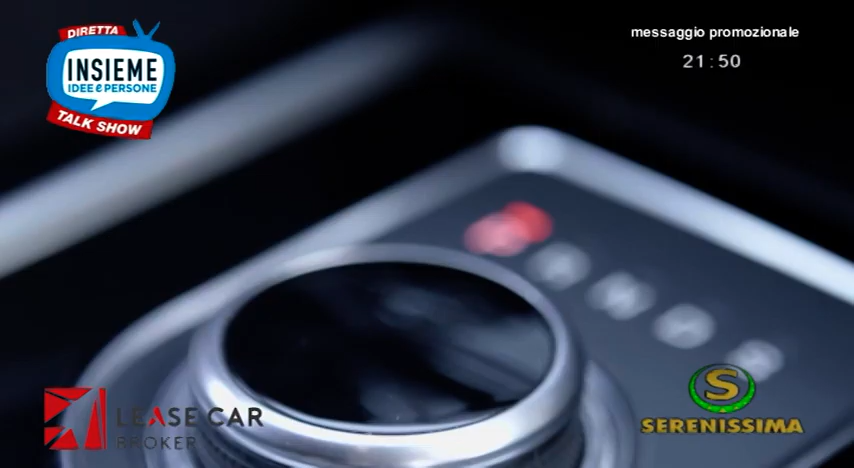 DIRETTA
INSIEME
IDEE e PERSONE
TALK SHOW
messaggio promozionale
21:50
LEASE CAR
BROKER
S
SERENISSIMA